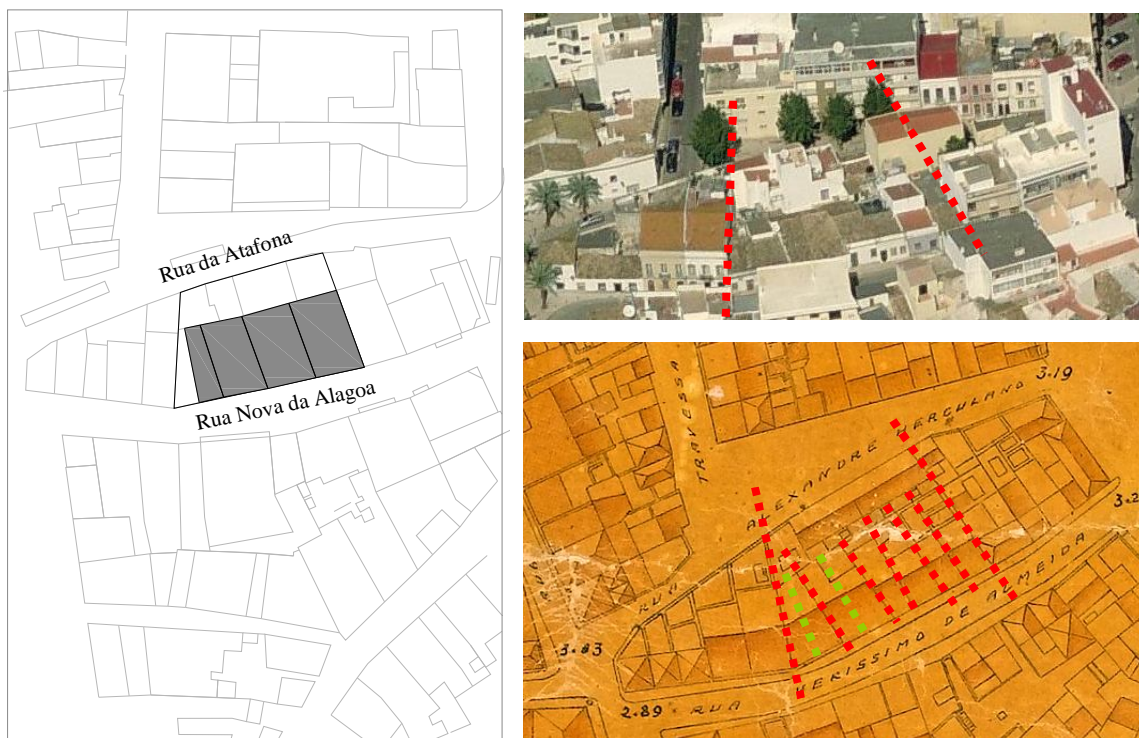 Rua da Atafona
Rua Nova da Alagoa
TRAVESSA
ALEXANDRE HERCULANO 3.19
RUA
VERISSIMO DE ALMEIDA
3.83
2.89 RUA
3.2